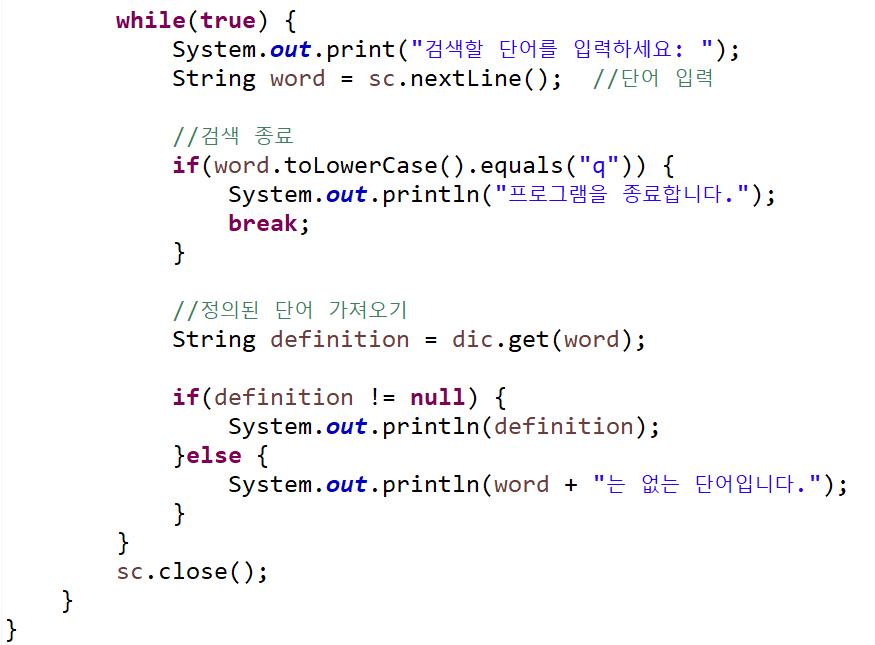 while(true) {
System.out.print("검색할 단어를 입력하세요: ");
String word = sc.nextLine();  //단어 입력
//검색 종료
if(word.toLowerCase().equals("q")) {
System.out.println("프로그램을 종료합니다.");
break;
}
//정의된 단어 가져오기
String definition = dic.get(word);
if(definition != null) {
System.out.println(definition);
}else {
System.out.println(word + "는 없는 단어입니다.");
}
}
sc.close();
}
}